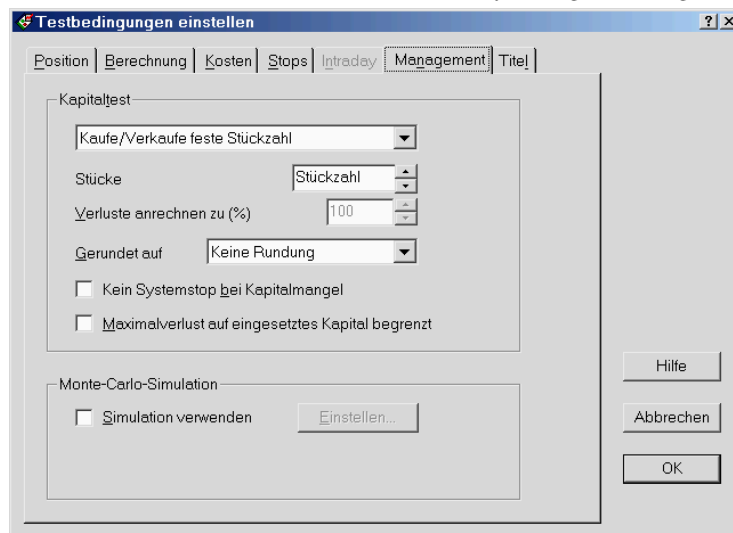 Testbedingungen einstellen
Position Berechnung Kosten Stops Intraday Management Titel
Kapitaltest
Kaufe/Verkaufe feste Stückzahl
Stücke Stückzahl
Verluste anrechnen zu (%) 100
Gerundet auf Keine Rundung
Kein Systemstop bei Kapitalmangel
Maximalverlust auf eingesetztes Kapital begrenzt
Hilfe
Monte-Carlo-Simulation
Simulation verwenden Einstellen...
Abbrechen
OK